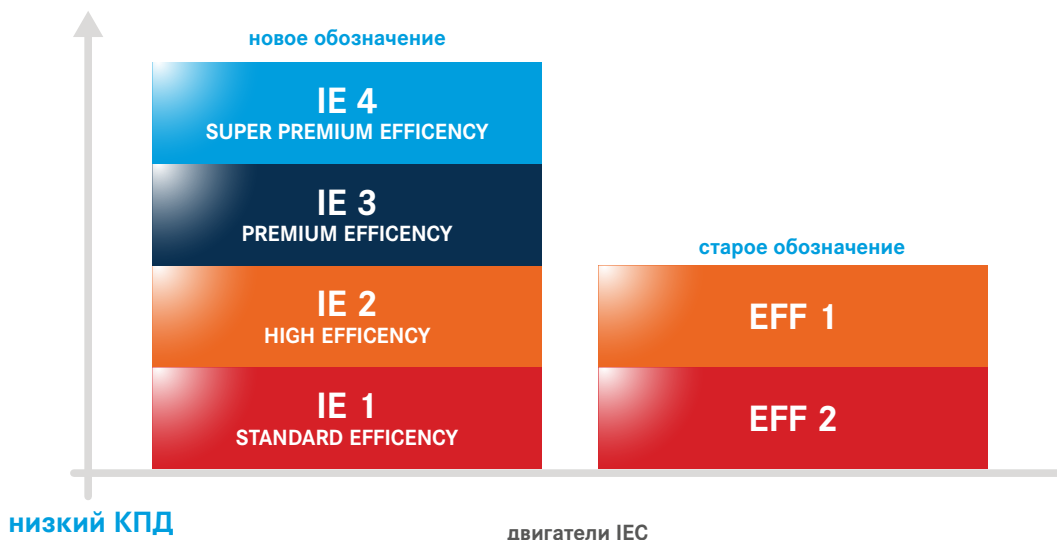 новое обозначение
IE 4
SUPER PREMIUM EFFICENCY
IE 3
PREMIUM EFFICENCY
IE 2
HIGH EFFICENCY
IE 1
STANDARD EFFICENCY
старое обозначение
EFF 1
EFF 2
низкий КПД
двигатели IEC